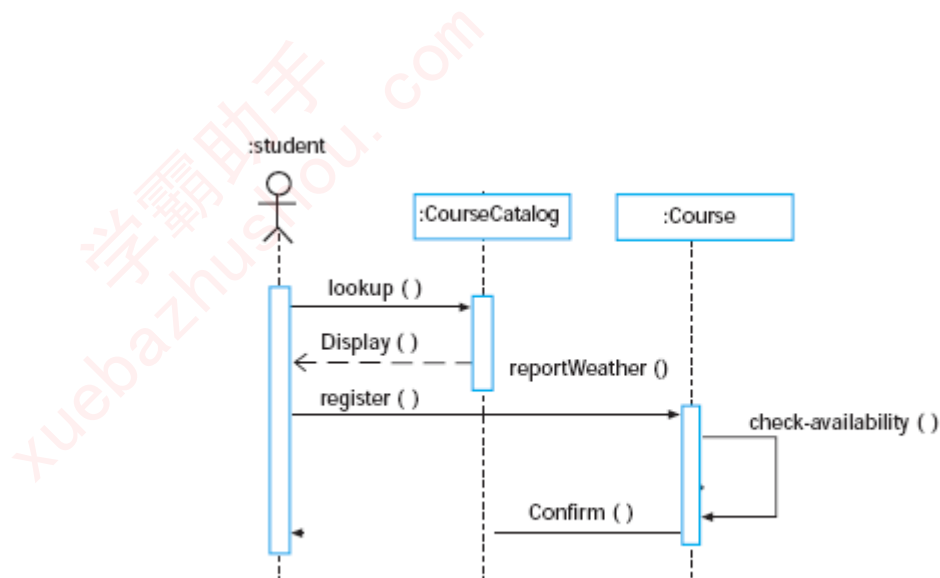 学霸助手
xuebazhushou.com
:student
:CourseCatalog
:Course
lookup ( )
Display ( )
reportWeather ()
register ( )
check-availability ( )
Confirm ( )